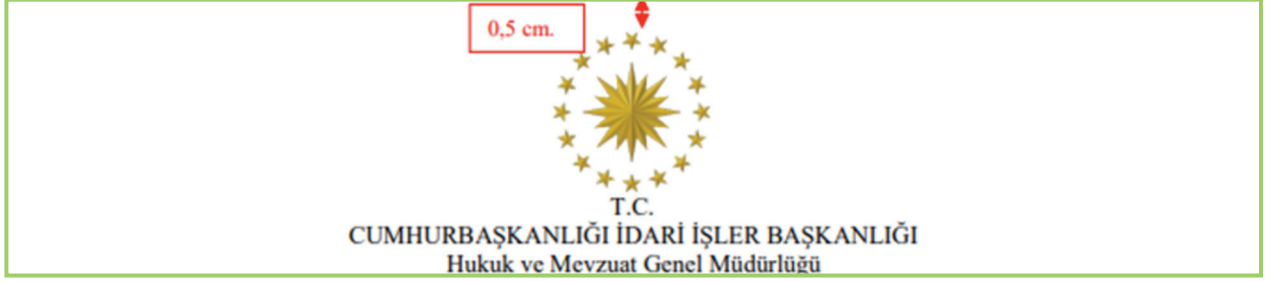 0,5 cm.
T.C.
CUMHURBAŞKANLIĞI İDARİ İŞLER BAŞKANLIĞI
Hukuk ve Mevzuat Genel Müdürlüğü